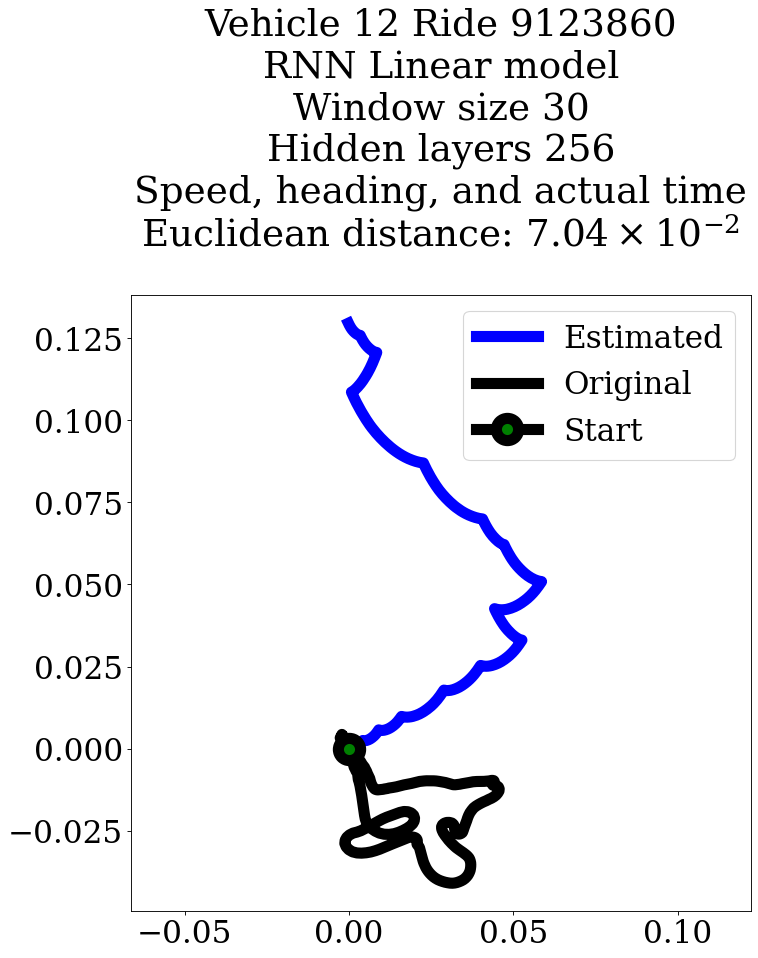 Vehicle 12 Ride 9123860
RNN Linear model
Window size 30
Hidden layers 256
Speed, heading, and actual time
Euclidean distance: 7.04 × 10⁻²
Estimated
Original
Start
0.125
0.100
0.075
0.050
0.025
0.000
−0.025
−0.05 0.00 0.05 0.10